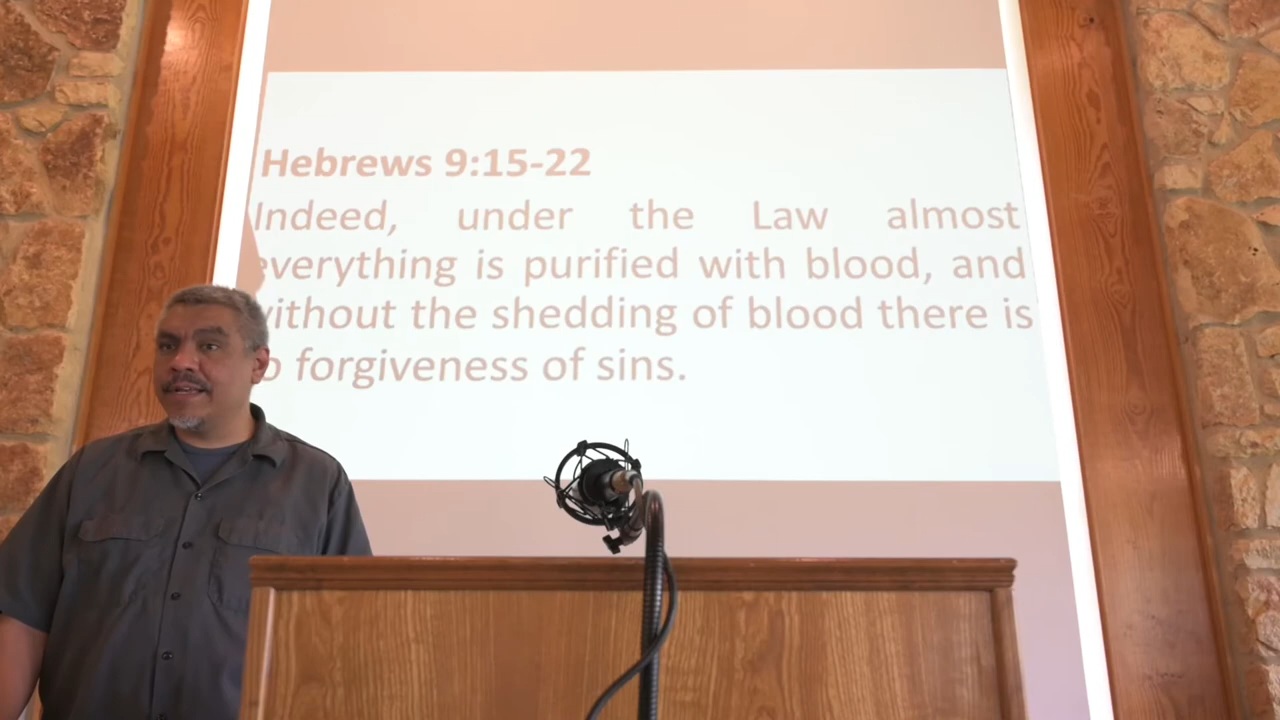 Hebrews 9:15-22
Indeed, under the Law almost
everything is purified with blood, and
without the shedding of blood there is
no forgiveness of sins.